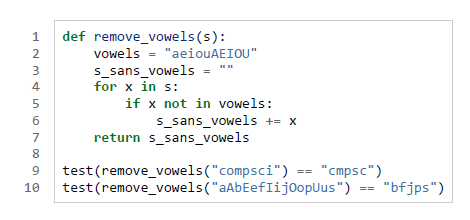 1 def remove_vowels(s):
2     vowels = "aeiouAEIOU"
3     s_sans_vowels = ""
4     for x in s:
5         if x not in vowels:
6             s_sans_vowels += x
7     return s_sans_vowels
8
9 test(remove_vowels("compsci") == "cmpsc")
10 test(remove_vowels("aAbEefIijOopUus") == "bfjps")